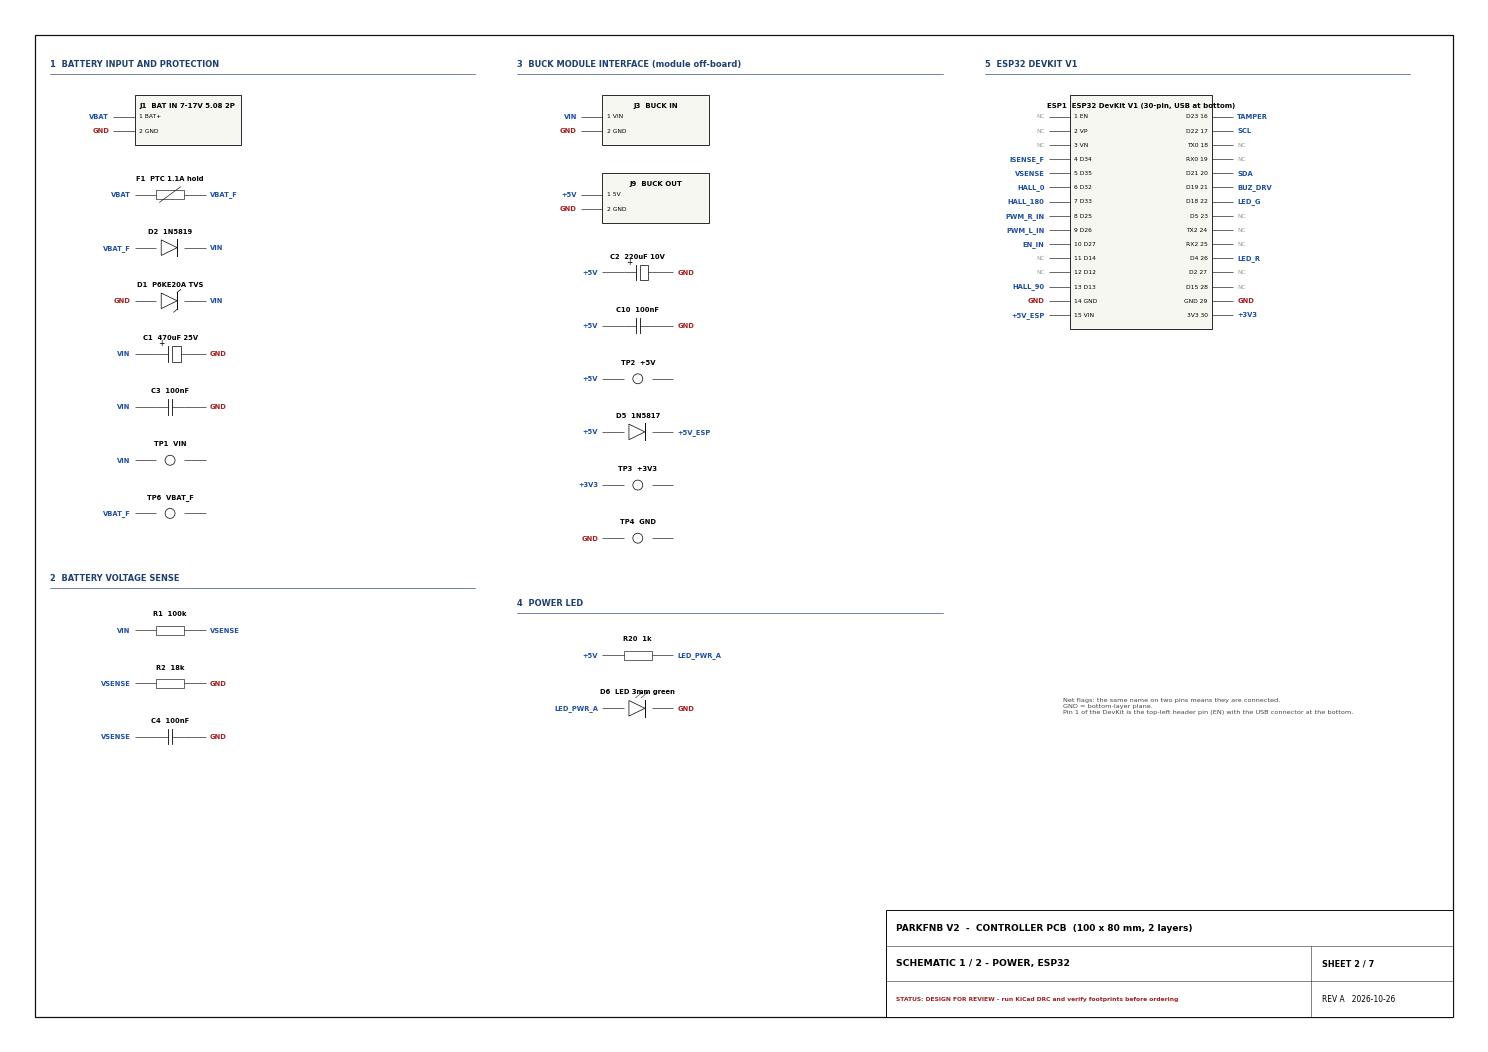 1 BATTERY INPUT AND PROTECTION
J1 BAT IN 7-17V 5.08 2P
VBAT 1 BAT+
GND 2 GND
F1 PTC 1.1A hold
VBAT VBAT_F
D2 1N5819
VBAT_F VIN
D1 P6KE20A TVS
GND VIN
C1 470uF 25V
+
VIN GND
C3 100nF
VIN GND
TP1 VIN
VIN
TP6 VBAT_F
VBAT_F
2 BATTERY VOLTAGE SENSE
R1 100k
VIN VSENSE
R2 18k
VSENSE GND
C4 100nF
VSENSE GND
3 BUCK MODULE INTERFACE (module off-board)
J3 BUCK IN
VIN 1 VIN
GND 2 GND
J9 BUCK OUT
+5V 1 5V
GND 2 GND
C2 220uF 10V
+
+5V GND
C10 100nF
+5V GND
TP2 +5V
+5V
D5 1N5817
+5V +5V_ESP
TP3 +3V3
+3V3
TP4 GND
GND
4 POWER LED
R20 1k
+5V LED_PWR_A
D6 LED 3mm green
LED_PWR_A GND
5 ESP32 DEVKIT V1
ESP1 ESP32 DevKit V1 (30-pin, USB at bottom)
NC 1 EN D23 16 TAMPER
NC 2 VP D22 17 SCL
NC 3 VN TX0 18 NC
ISENSE_F 4 D34 RX0 19 NC
VSENSE 5 D35 D21 20 SDA
HALL_0 6 D32 D19 21 BUZ_DRV
HALL_180 7 D33 D18 22 LED_G
PWM_R_IN 8 D25 D5 23 NC
PWM_L_IN 9 D26 TX2 24 NC
EN_IN 10 D27 RX2 25 NC
NC 11 D14 D4 26 LED_R
NC 12 D12 D2 27 NC
HALL_90 13 D13 D15 28 NC
GND 14 GND GND 29 GND
+5V_ESP 15 VIN 3V3 30 +3V3
Net flags: the same name on two pins means they are connected.
GND = bottom-layer plane.
Pin 1 of the DevKit is the top-left header pin (EN) with the USB connector at the bottom.
PARKFNB V2 - CONTROLLER PCB (100 x 80 mm, 2 layers)
SCHEMATIC 1 / 2 - POWER, ESP32 SHEET 2 / 7
STATUS: DESIGN FOR REVIEW - run KiCad DRC and verify footprints before ordering REV A 2026-10-26